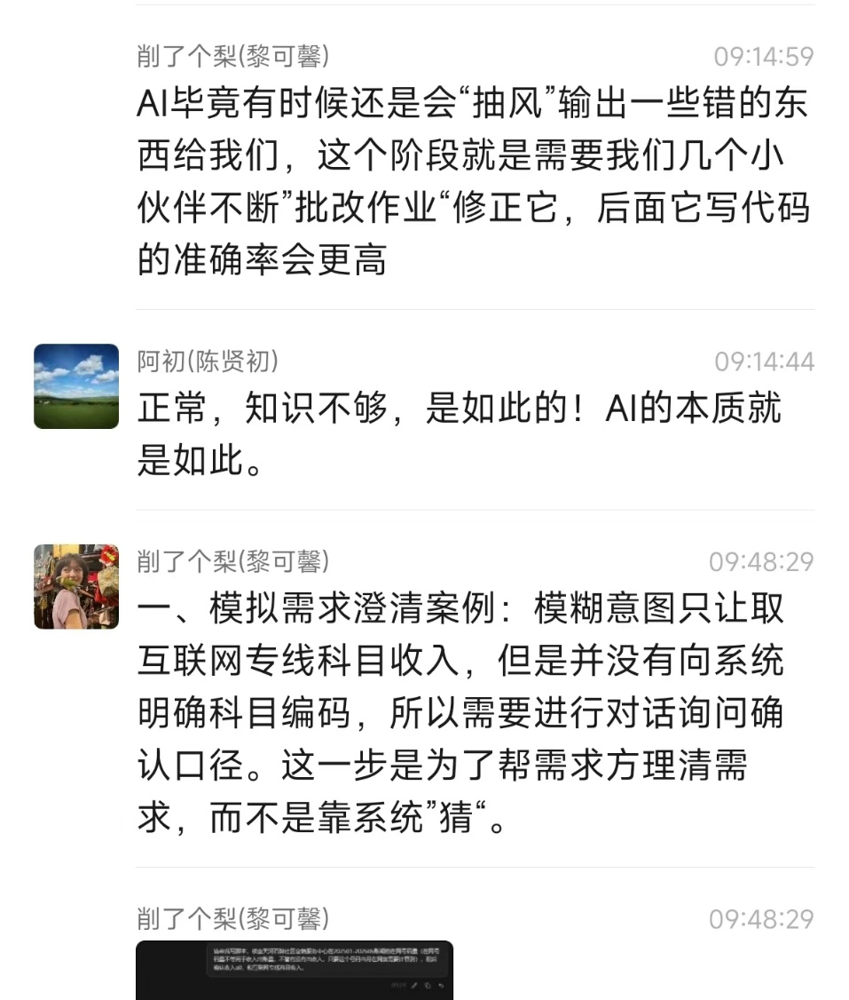 削了个梨(黎可馨)
09:14:59
AI毕竟有时候还是会“抽风”输出一些错的东
西给我们，这个阶段就是需要我们几个小
伙伴不断”批改作业“修正它，后面它写代码
的准确率会更高
阿初(陈贤初)
09:14:44
正常，知识不够，是如此的！AI的本质就
是如此。
削了个梨(黎可馨)
09:48:29
一、模拟需求澄清案例：模糊意图只让取
互联网专线科目收入，但是并没有向系统
明确科目编码，所以需要进行对话询问确
认口径。这一步是为了帮需求方理清需
求，而不是靠系统”猜“。
削了个梨(黎可馨)
09:48:29